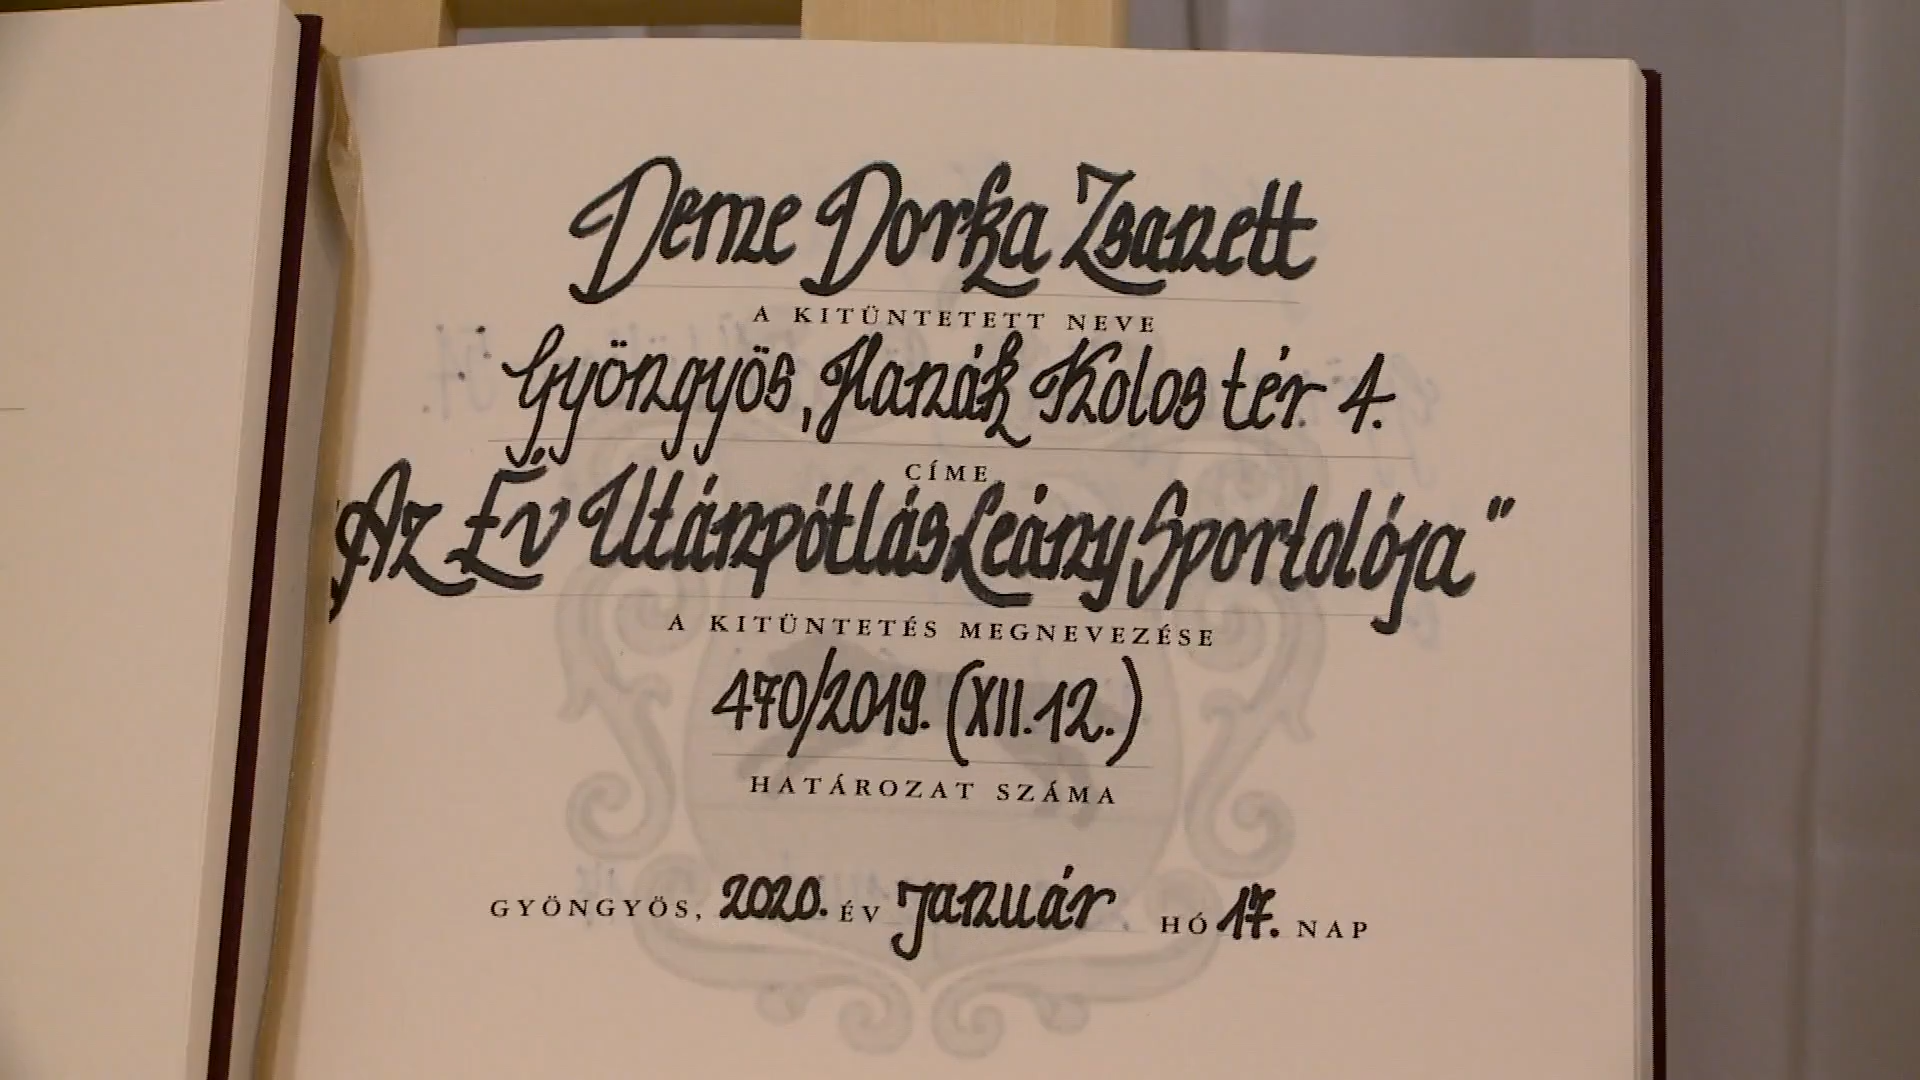 Deme Dorka Zsanett
A KITÜNTETETT NEVE
Gyöngyös, Hanák Kolos tér 4.
CÍME
„Az Év Utánpótlás Leány Sportolója”
A KITÜNTETÉS MEGNEVEZÉSE
470/2019. (XII.12.)
HATÁROZAT SZÁMA
GYÖNGYÖS, 2020. ÉV Január HÓ 17. NAP